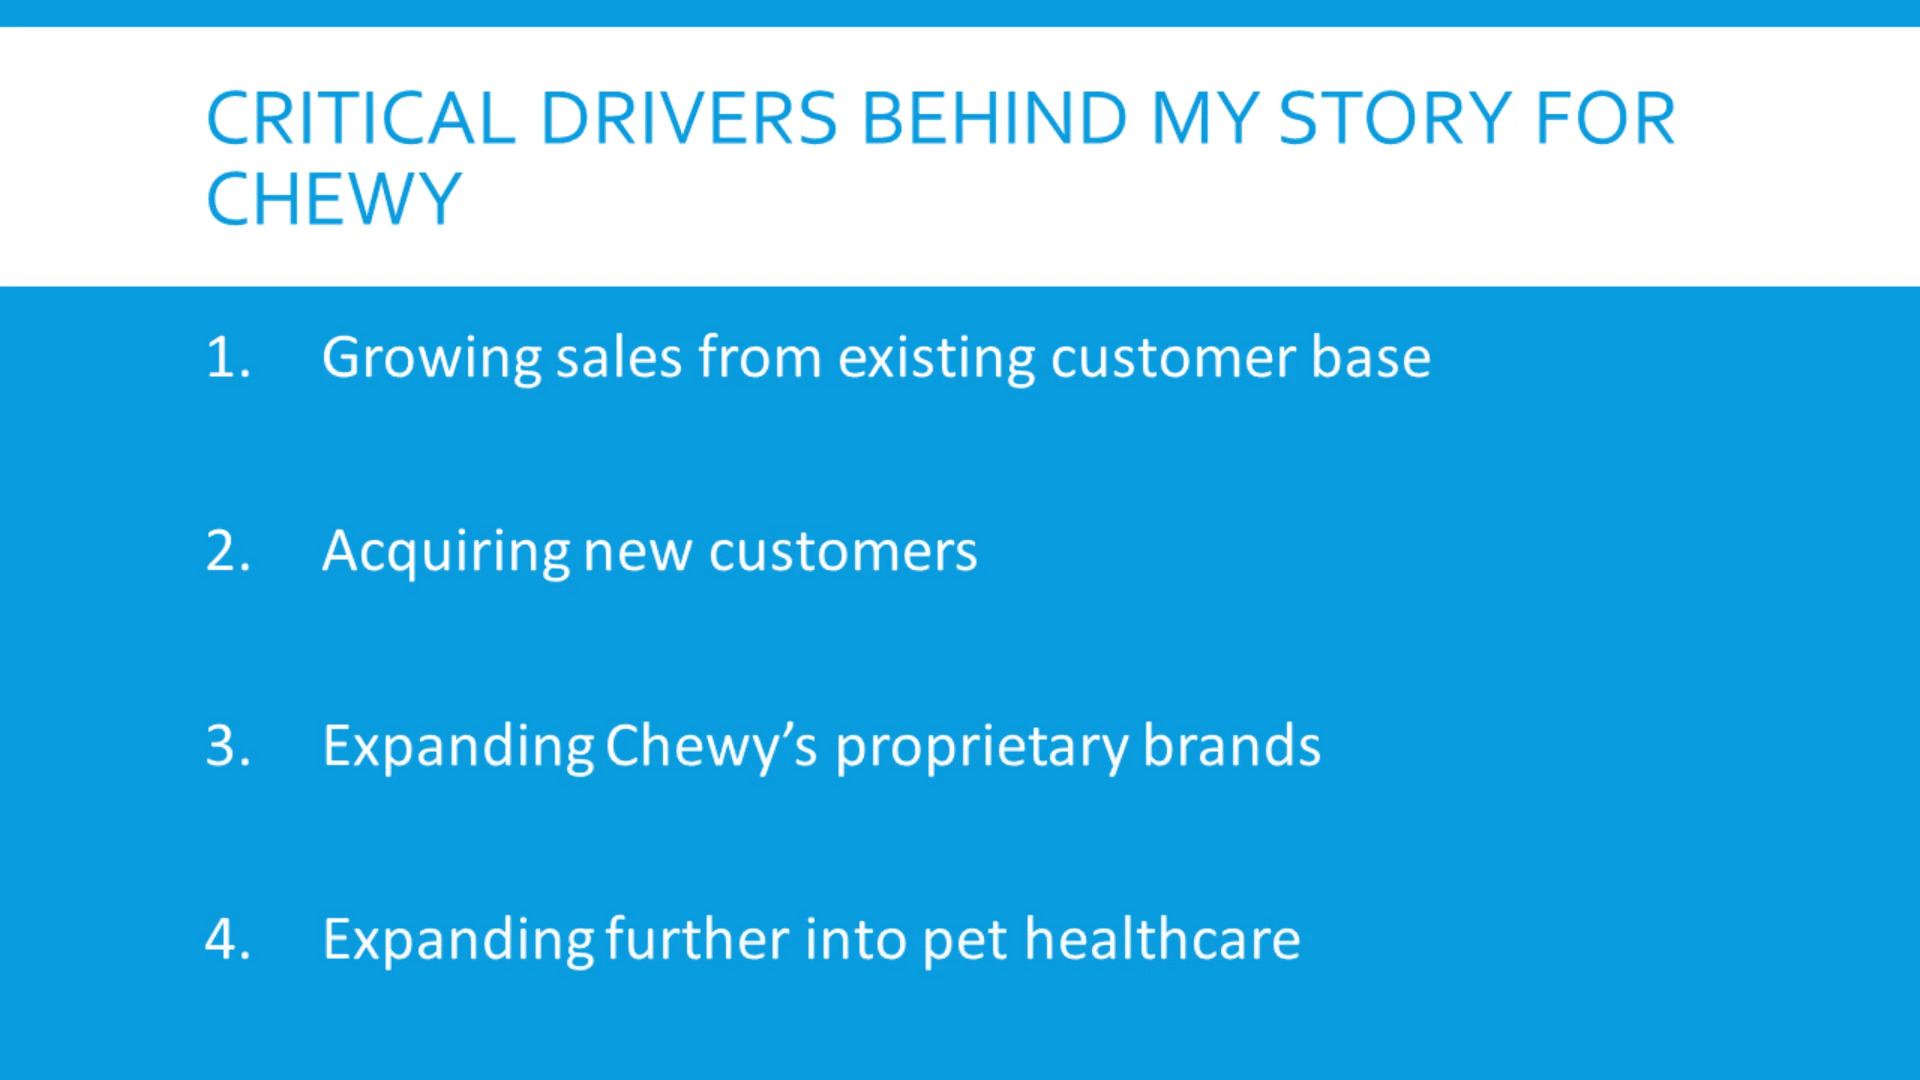 CRITICAL DRIVERS BEHIND MY STORY FOR
CHEWY
1. Growing sales from existing customer base
2. Acquiring new customers
3. Expanding Chewy’s proprietary brands
4. Expanding further into pet healthcare